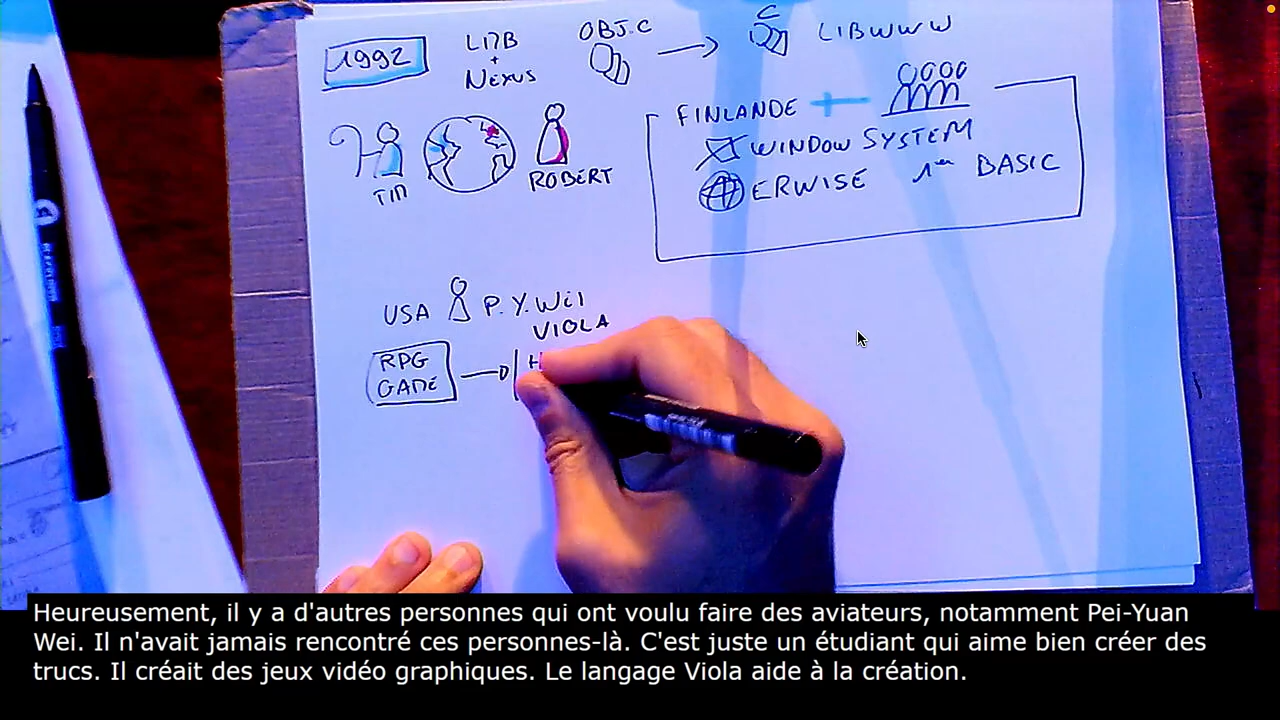 1992
LIB
+
NEXUS
OBJ.C
C
LIBWWW
TIM
ROBERT
FINLANDE +
WINDOW SYSTEM
ERWISE 1er BASIC
USA P.Y.Wei
VIOLA
RPG
GAME
H
Heureusement, il y a d'autres personnes qui ont voulu faire des aviateurs, notamment Pei-Yuan
Wei. Il n'avait jamais rencontré ces personnes-là. C'est juste un étudiant qui aime bien créer des
trucs. Il créait des jeux vidéo graphiques. Le langage Viola aide à la création.